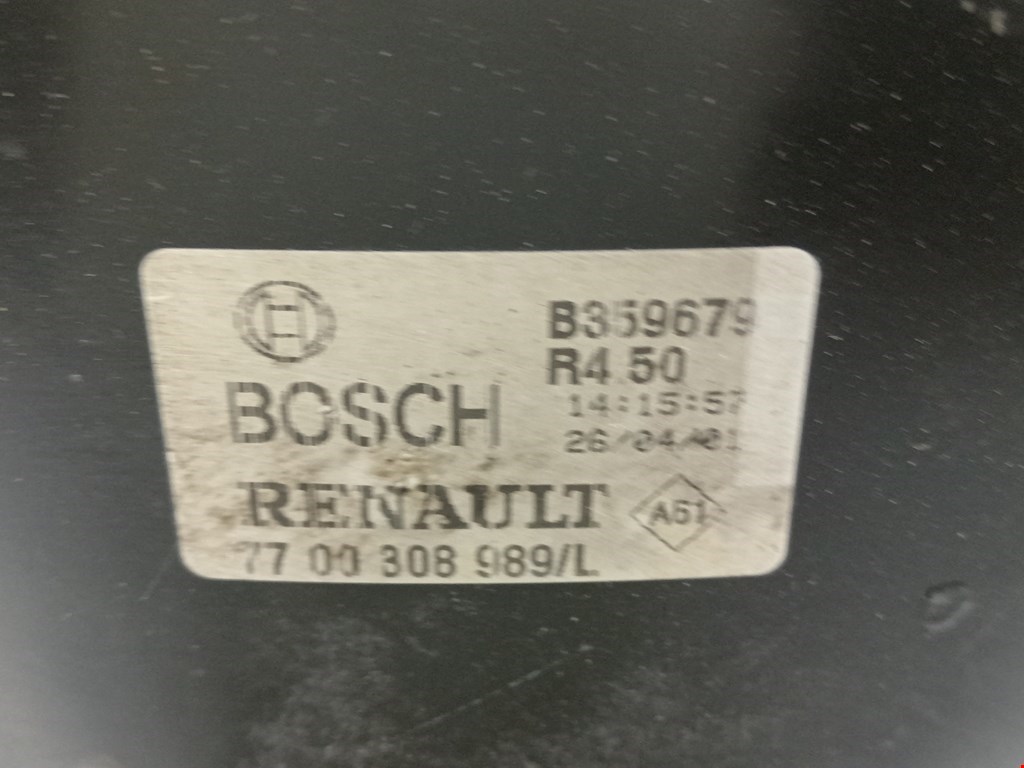 B359679
R4.50
BOSCH
14:15:57
26/04/01
RENAULT
A61
77 00 308 989/L